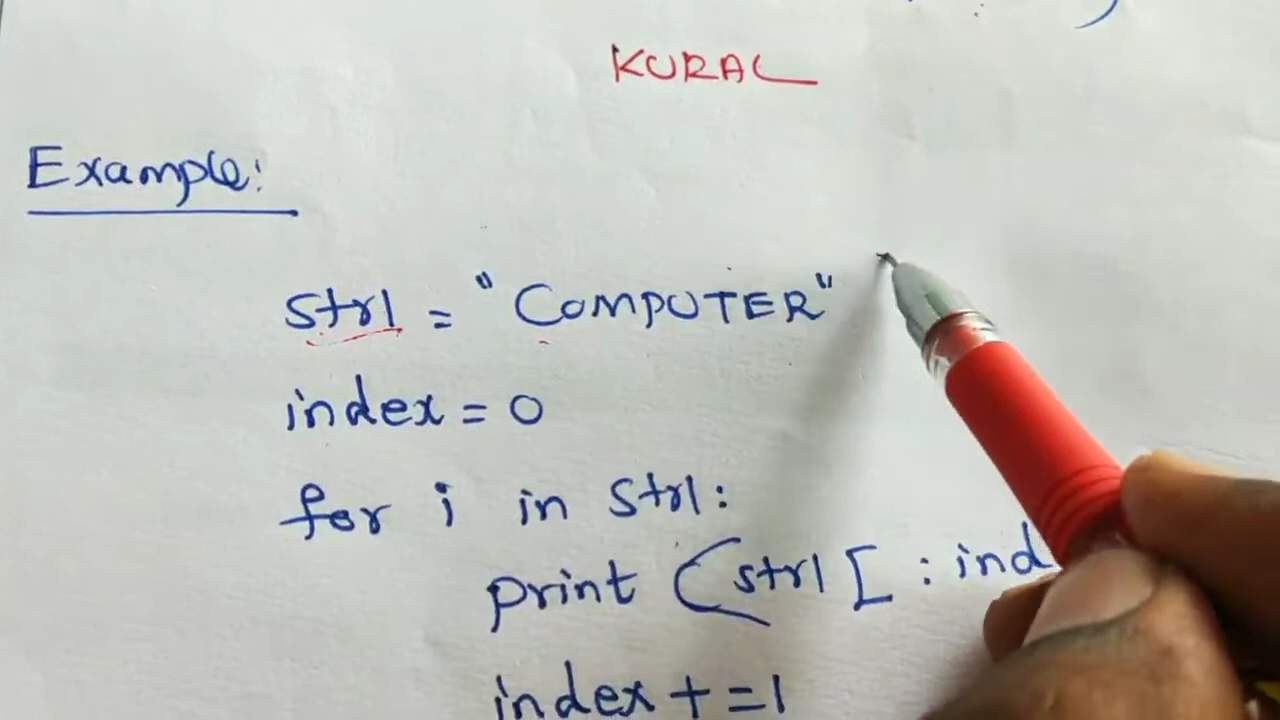 KURAL
Example:
str1 = "COMPUTER"
index = 0
for i in str1:
print (str1 [ : ind
index + = 1